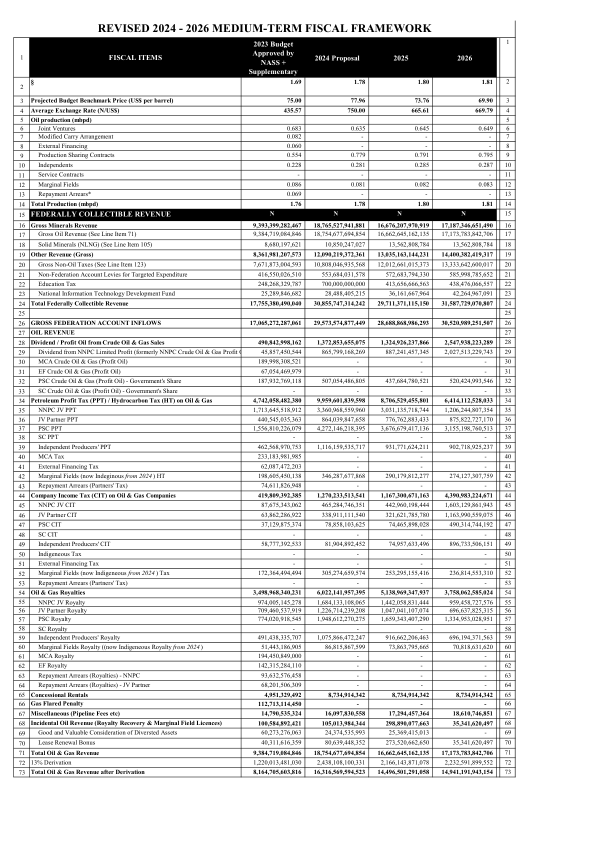 REVISED 2024 - 2026 MEDIUM-TERM FISCAL FRAMEWORK
1 FISCAL ITEMS 2023 Budget Approved by NASS + Supplementary 2024 Proposal 2025 2026 1
2 § 1.69 1.78 1.80 1.81 2
3 Projected Budget Benchmark Price (US$ per barrel) 75.00 77.96 73.76 69.90 3
4 Average Exchange Rate (N/US$) 435.57 750.00 665.61 669.79 4
5 Oil production (mbpd) 5
6 Joint Ventures 0.683 0.635 0.645 0.649 6
7 Modified Carry Arrangement 0.082 - - - 7
8 External Financing 0.060 - - - 8
9 Production Sharing Contracts 0.554 0.779 0.791 0.795 9
10 Independents 0.228 0.281 0.285 0.287 10
11 Service Contracts - - - - 11
12 Marginal Fields 0.086 0.081 0.082 0.083 12
13 Repayment Arrears* 0.069 - - - 13
14 Total Production (mbpd) 1.76 1.78 1.80 1.81 14
15 FEDERALLY COLLECTIBLE REVENUE N N N N 15
16 Gross Minerals Revenue 9,393,399,282,467 18,765,527,941,881 16,676,207,970,919 17,187,346,651,490 16
17 Gross Oil Revenue (See Line Item 71) 9,384,719,084,846 18,754,677,694,854 16,662,645,162,135 17,173,783,842,706 17
18 Solid Minerals (NLNG) (See Line Item 105) 8,680,197,621 10,850,247,027 13,562,808,784 13,562,808,784 18
19 Other Revenue (Gross) 8,361,981,207,573 12,090,219,372,361 13,035,163,144,231 14,400,382,419,317 19
20 Gross Non-Oil Taxes (See Line Item 123) 7,671,873,004,593 10,808,046,935,568 12,012,661,015,373 13,333,642,600,017 20
21 Non-Federation Account Levies for Targeted Expenditure 416,550,026,510 553,684,031,578 572,683,794,330 585,998,785,652 21
22 Education Tax 248,268,329,787 700,000,000,000 413,656,666,563 438,476,066,557 22
23 National Information Technology Development Fund 25,289,846,682 28,488,405,215 36,161,667,964 42,264,967,091 23
24 Total Federally Collectible Revenue 17,755,380,490,040 30,855,747,314,242 29,711,371,115,150 31,587,729,070,807 24
25 25
26 GROSS FEDERATION ACCOUNT INFLOWS 17,065,272,287,061 29,573,574,877,449 28,688,868,986,293 30,520,989,251,507 26
27 OIL REVENUE 27
28 Dividend / Profit Oil from Crude Oil & Gas Sales 490,842,998,162 1,372,853,655,075 1,324,926,237,866 2,547,938,223,289 28
29 Dividend from NNPC Limited Profit (formerly NNPC Crude Oil & Gas Profit 45,857,450,544 865,799,168,269 887,241,457,345 2,027,513,229,743 29
30 MCA Crude Oil & Gas (Profit Oil) 189,998,308,521 - - - 30
31 EF Crude Oil & Gas (Profit Oil) 67,054,469,979 - - - 31
32 PSC Crude Oil & Gas (Profit Oil) - Government's Share 187,932,769,118 507,054,486,805 437,684,780,521 520,424,993,546 32
33 SC Crude Oil & Gas (Profit Oil) - Government's Share - - - - 33
34 Petroleum Profit Tax (PPT) / Hydrocarbon Tax (HT) on Oil & Gas 4,742,058,482,380 9,959,601,839,598 8,706,529,455,801 6,414,112,528,033 34
35 NNPC JV PPT 1,713,645,518,912 3,360,968,559,960 3,031,135,718,744 1,206,244,807,354 35
36 JV Partner PPT 440,545,035,363 864,039,847,658 776,762,883,433 875,822,727,170 36
37 PSC PPT 1,556,810,226,079 4,272,146,218,395 3,676,679,417,136 3,155,198,760,513 37
38 SC PPT - - - - 38
39 Independent Producers' PPT 462,568,970,753 1,116,159,535,717 931,771,624,211 902,718,925,237 39
40 MCA Tax 233,183,981,985 - - - 40
41 External Financing Tax 62,087,472,203 - - - 41
42 Marginal Fields (now Indeginous from 2024 ) HT 198,605,450,138 346,287,677,868 290,179,812,277 274,127,307,759 42
43 Repayment Arrears (Partners' Tax) 74,611,826,948 - - - 43
44 Company Income Tax (CIT) on Oil & Gas Companies 419,809,392,385 1,270,233,513,541 1,167,300,671,163 4,390,983,224,671 44
45 NNPC JV CIT 87,675,343,062 465,284,746,351 442,960,198,444 1,603,129,861,943 45
46 JV Partner CIT 63,862,286,922 338,911,111,540 321,621,785,780 1,163,990,559,075 46
47 PSC CIT 37,129,875,374 78,858,103,625 74,465,898,028 490,314,744,192 47
48 SC CIT - - - - 48
49 Independent Producers' CIT 58,777,392,533 81,904,892,452 74,957,633,496 896,733,506,151 49
50 Indigeneous Tax - - - - 50
51 External Financing - - - - 51
52 Marginal Fields (now Indigeneous from 2024 ) Tax 172,364,494,494 305,274,659,574 253,295,155,416 236,814,553,310 52
53 Repayment Arrears (Partners' Tax) - - - - 53
54 Oil & Gas Royalties 3,498,968,340,231 6,022,141,957,395 5,138,969,347,937 3,758,062,585,024 54
55 NNPC JV Royalty 974,005,145,278 1,684,133,108,065 1,442,058,831,444 959,458,727,576 55
56 JV Partner Royalty 709,460,537,919 1,226,714,239,208 1,047,041,107,074 696,637,825,315 56
57 PSC Royalty 774,020,918,545 1,948,612,270,275 1,659,343,407,290 1,334,953,028,951 57
58 SC Royalty - - - - 58
59 Independent Producers' Royalty 491,438,335,707 1,075,866,472,247 916,662,206,463 696,194,371,563 59
60 Marginal Fields Royalty ((now Indigenous Royalty from 2024 ) 51,443,186,905 86,815,867,599 73,863,795,665 70,818,631,620 60
61 MCA Royalty 194,450,849,000 - - - 61
62 EF Royalty 142,315,284,110 - - - 62
63 Repayment Arrears (Royalties) - NNPC 93,632,576,458 - - - 63
64 Repayment Arrears (Royalties) - JV Partner 68,201,506,309 - - - 64
65 Concessional Rentals 4,951,329,492 8,734,914,342 8,734,914,342 8,734,914,342 65
66 Gas Flared Penalty 112,713,114,450 - - - 66
67 Miscellaneous (Pipeline Fees etc) 14,790,535,324 16,097,830,558 17,294,457,364 18,610,746,851 67
68 Incidental Oil Revenue (Royalty Recovery & Marginal Field Licences) 100,584,892,421 105,013,984,344 298,890,077,663 35,341,620,497 68
69 Good and Valuable Consideration of Diversted Assets 60,273,276,063 24,374,535,993 25,369,415,013 - 69
70 Lease Renewal Bonus 40,311,616,359 80,639,448,352 273,520,662,650 35,341,620,497 70
71 Total Oil & Gas Revenue 9,384,719,084,846 18,754,677,694,854 16,662,645,162,135 17,173,783,842,706 71
72 13% Derivation 1,220,013,481,030 2,438,108,100,331 2,166,143,871,078 2,232,591,899,552 72
73 Total Oil & Gas Revenue after Derivation 8,164,705,603,816 16,316,569,594,523 14,496,501,291,058 14,941,191,943,154 73